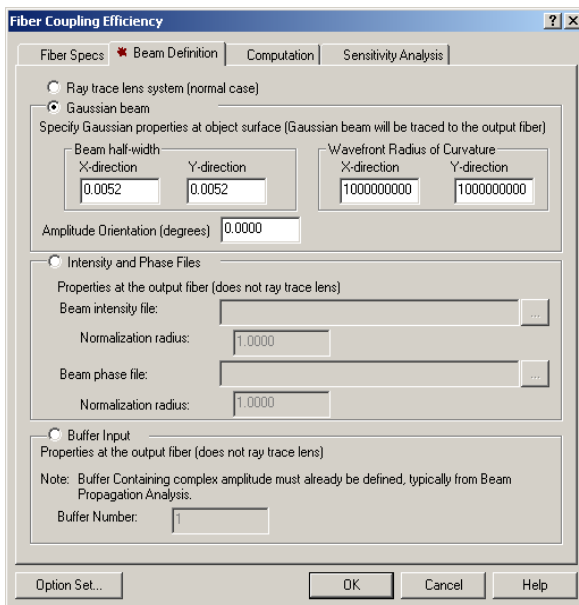 Fiber Coupling Efficiency
Fiber Specs Beam Definition Computation Sensitivity Analysis
Ray trace lens system (normal case)
Gaussian beam
Specify Gaussian properties at object surface (Gaussian beam will be traced to the output fiber)
Beam half-width Wavefront Radius of Curvature
X-direction Y-direction X-direction Y-direction
0.0052 0.0052 1000000000 1000000000
Amplitude Orientation (degrees) 0.0000
Intensity and Phase Files
Properties at the output fiber (does not ray trace lens)
Beam intensity file: ...
Normalization radius: 1.0000
Beam phase file: ...
Normalization radius: 1.0000
Buffer Input
Properties at the output fiber (does not ray trace lens)
Note: Buffer Containing complex amplitude must already be defined, typically from Beam
Propagation Analysis.
Buffer Number: 1
Option Set... OK Cancel Help